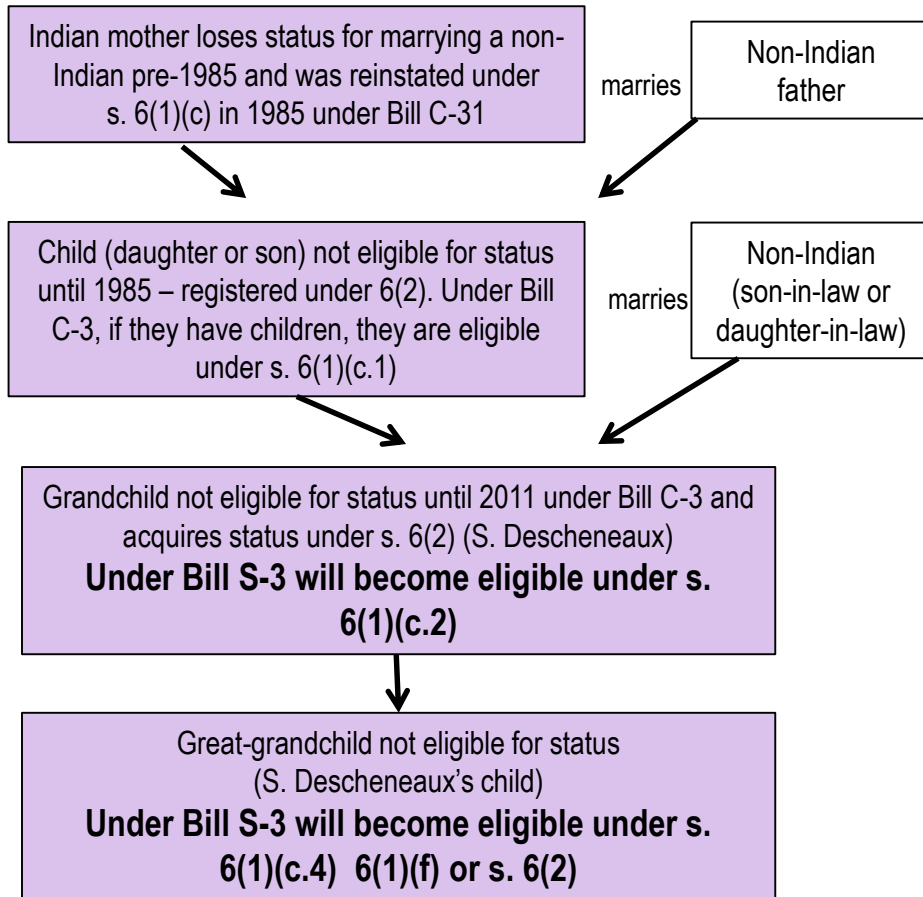 Indian mother loses status for marrying a non-
Indian pre-1985 and was reinstated under
s. 6(1)(c) in 1985 under Bill C-31
marries
Non-Indian
father
Child (daughter or son) not eligible for status
until 1985 – registered under 6(2). Under Bill
C-3, if they have children, they are eligible
under s. 6(1)(c.1)
marries
Non-Indian
(son-in-law or
daughter-in-law)
Grandchild not eligible for status until 2011 under Bill C-3 and
acquires status under s. 6(2) (S. Descheneaux)
Under Bill S-3 will become eligible under s.
6(1)(c.2)
Great-grandchild not eligible for status
(S. Descheneaux's child)
Under Bill S-3 will become eligible under s.
6(1)(c.4)  6(1)(f) or s. 6(2)